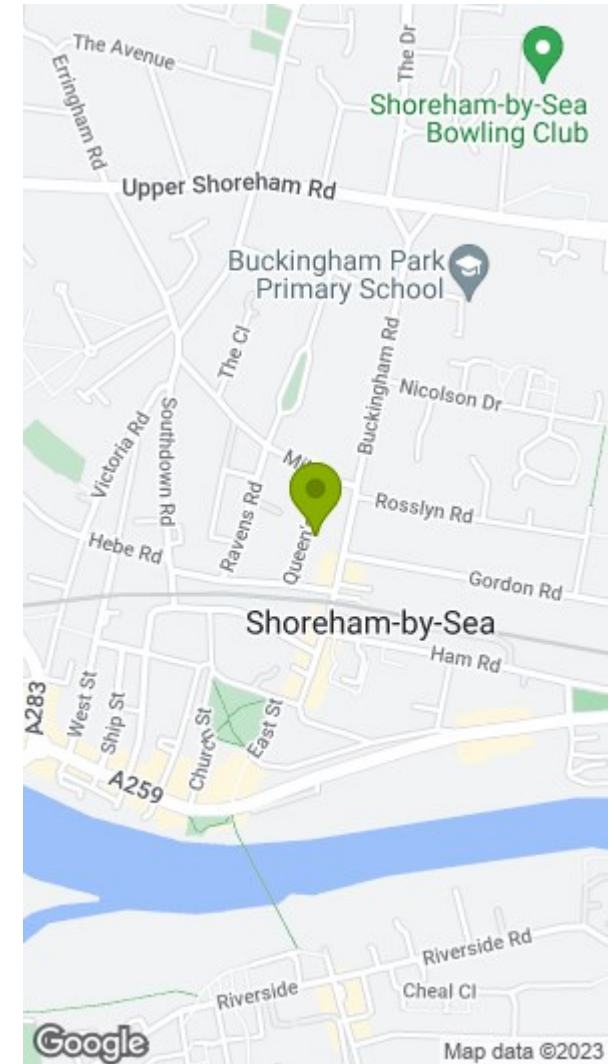 The Avenue
Erringham Rd
The Dr
Shoreham-by-Sea
Bowling Club
Upper Shoreham Rd
Buckingham Park
Primary School
The Cl
Buckingham Rd
Nicolson Dr
Victoria Rd
Southdown Rd
Ravens Rd
Rosslyn Rd
Hebe Rd
Gordon Rd
Shoreham-by-Sea
Ham Rd
A283
West St
Ship St
Church St
East St
A259
Riverside Rd
Riverside
Cheal Cl
Google
Map data ©2023